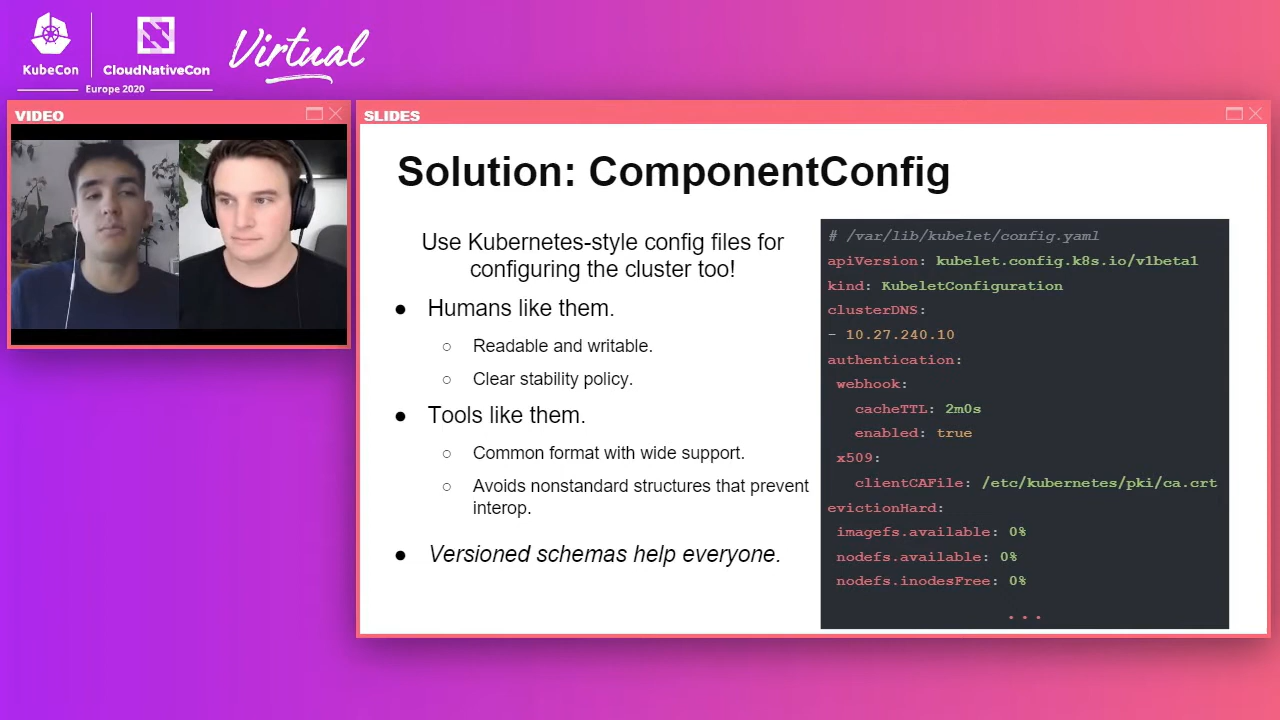 KubeCon
CloudNativeCon
Europe 2020
Virtual
VIDEO
SLIDES
Solution: ComponentConfig
Use Kubernetes-style config files for
configuring the cluster too!
● Humans like them.
○ Readable and writable.
○ Clear stability policy.
● Tools like them.
○ Common format with wide support.
○ Avoids nonstandard structures that prevent
interop.
● Versioned schemas help everyone.
# /var/lib/kubelet/config.yaml
apiVersion: kubelet.config.k8s.io/v1beta1
kind: KubeletConfiguration
clusterDNS:
- 10.27.240.10
authentication:
webhook:
cacheTTL: 2m0s
enabled: true
x509:
clientCAFile: /etc/kubernetes/pki/ca.crt
evictionHard:
imagefs.available: 0%
nodefs.available: 0%
nodefs.inodesFree: 0%
...